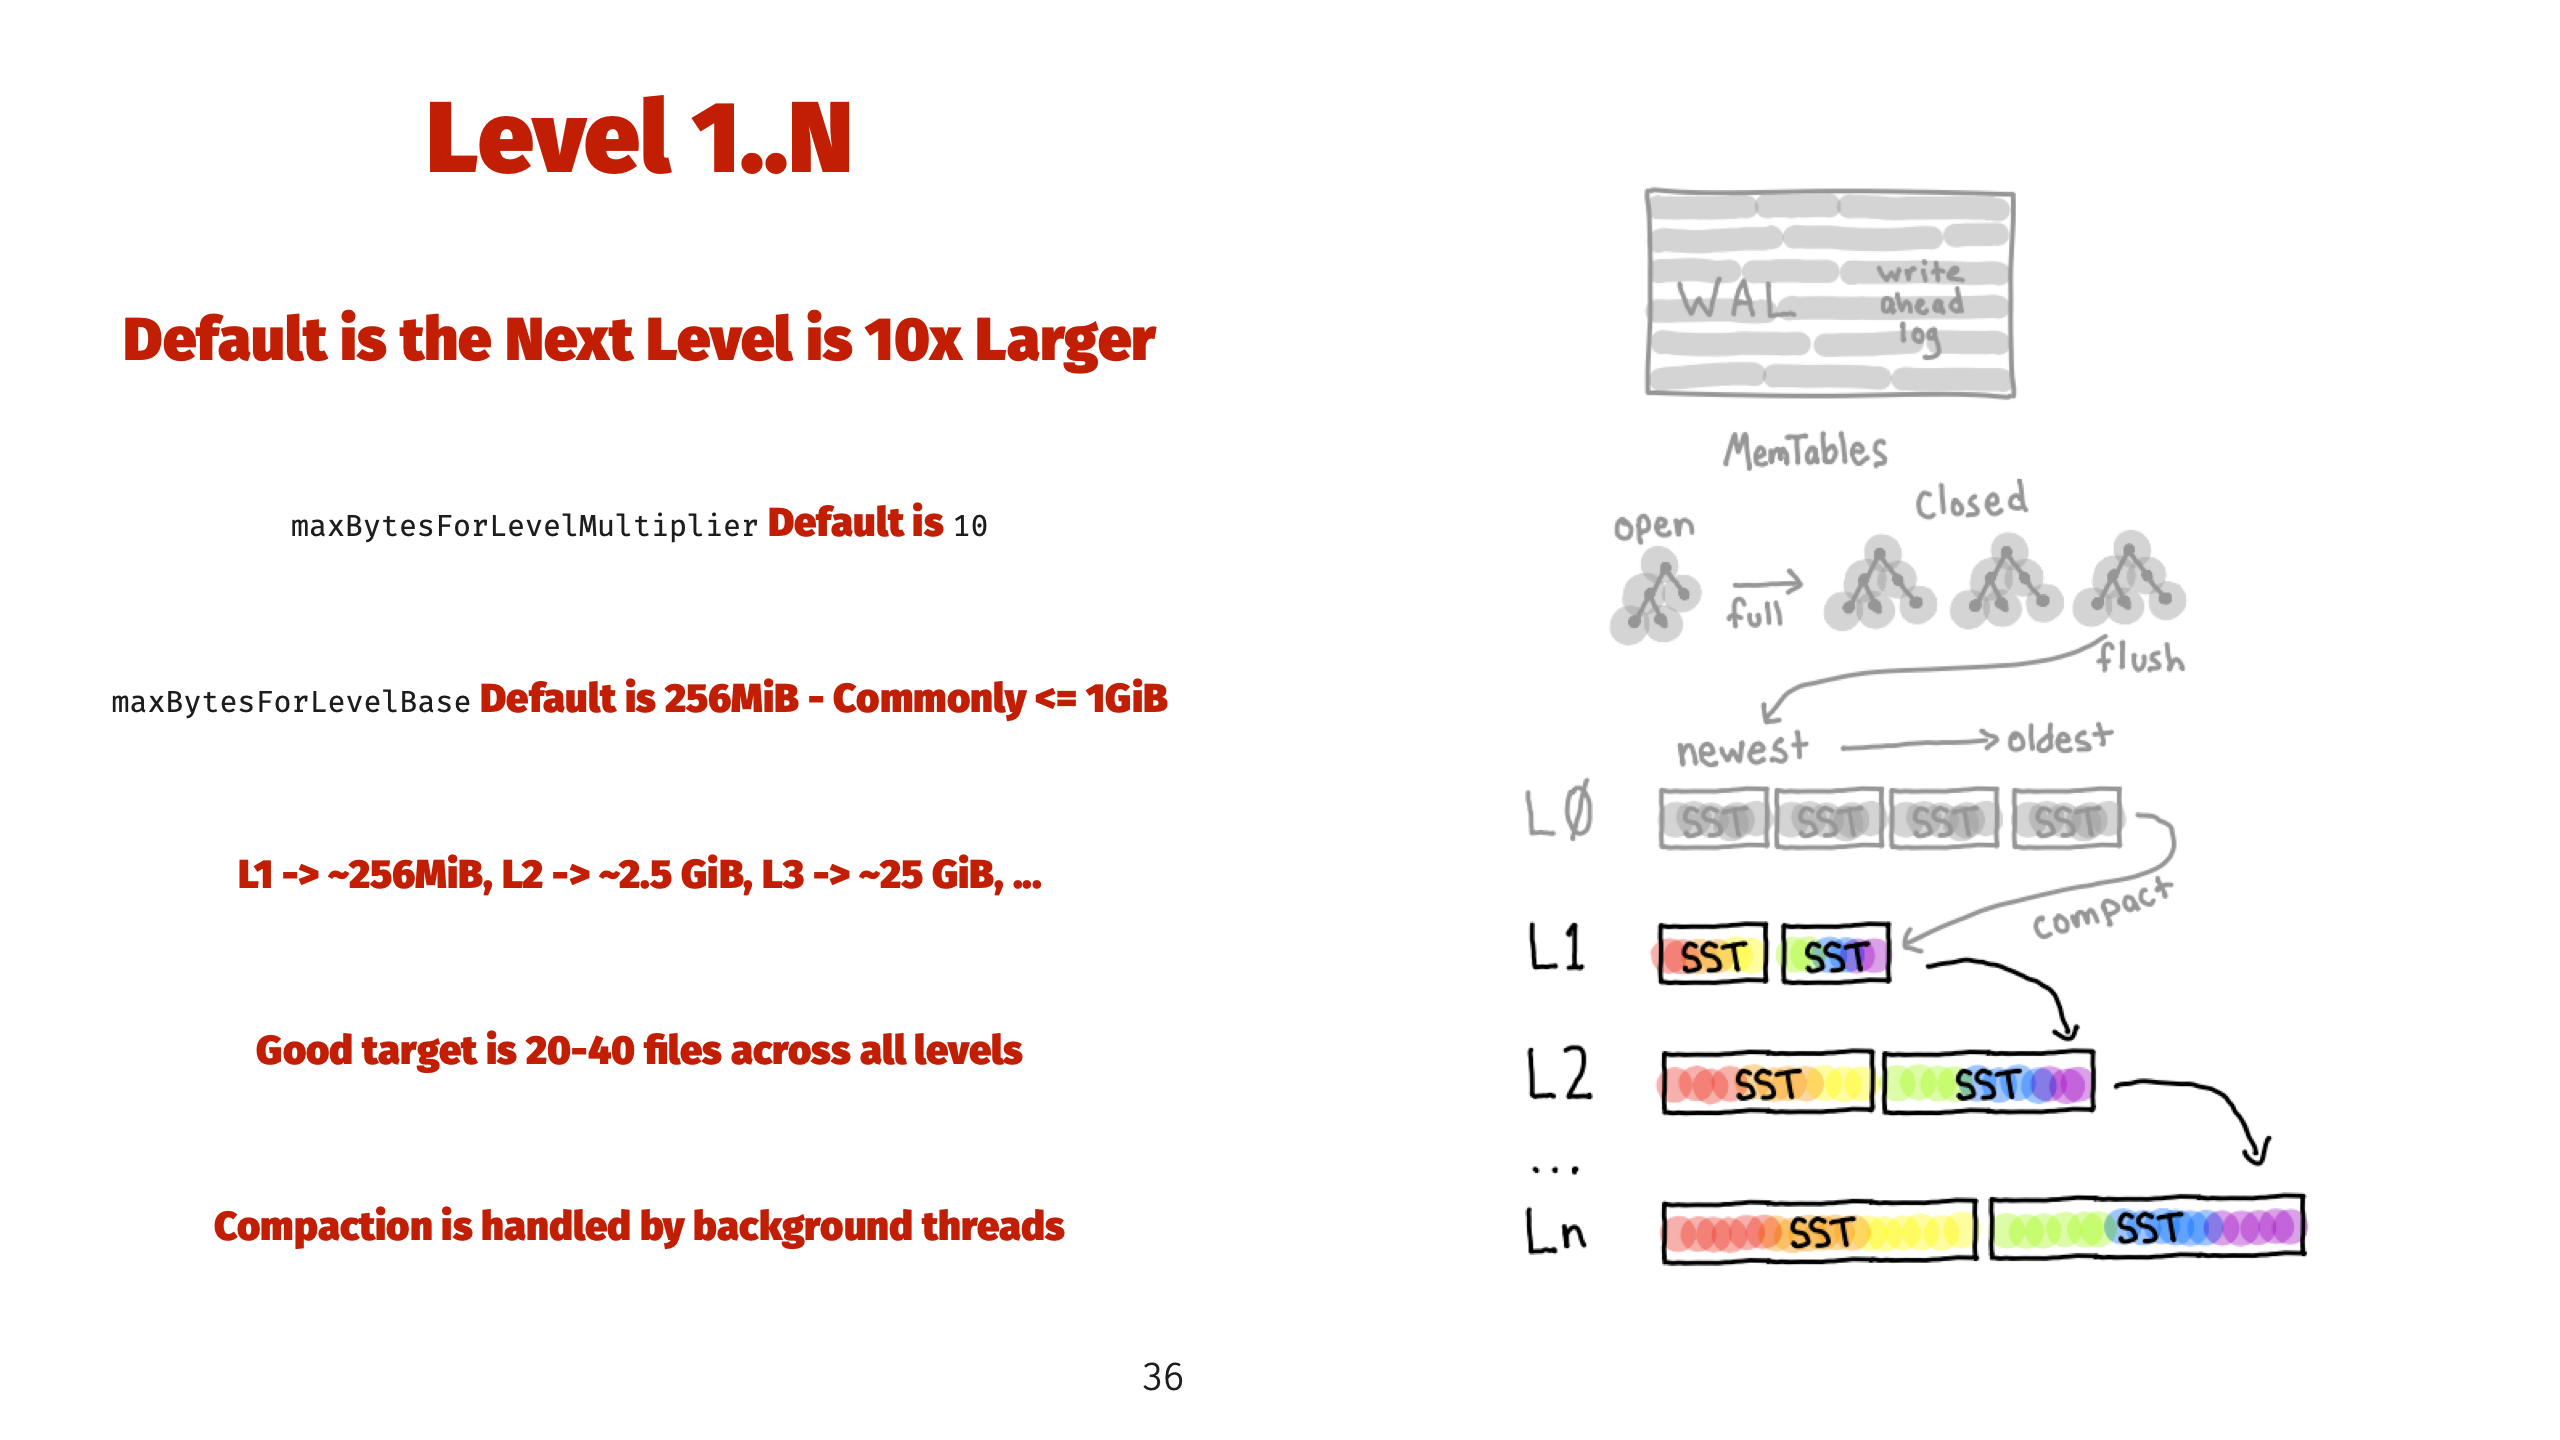 Level 1..N
Default is the Next Level is 10x Larger
maxBytesForLevelMultiplier Default is 10
maxBytesForLevelBase Default is 256MiB - Commonly <= 1GiB
L1 -> ~256MiB, L2 -> ~2.5 GiB, L3 -> ~25 GiB, ...
Good target is 20-40 files across all levels
Compaction is handled by background threads
36
WAL
write
ahead
log
MemTables
open
Closed
full
flush
newest
oldest
LØ
SST SST SST SST
compact
L1
SST SST
L2
SST SST
...
Ln
SST SST